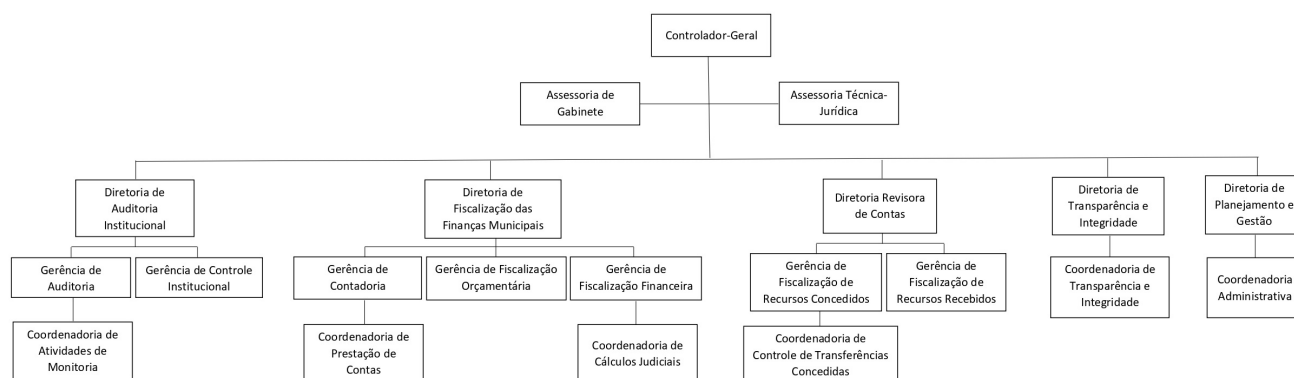 Controlador-Geral
Assessoria de
Gabinete
Assessoria Técnica-
Jurídica
Diretoria de
Auditoria
Institucional
Diretoria de
Fiscalização das
Finanças Municipais
Diretoria Revisora
de Contas
Diretoria de
Transparência e
Integridade
Diretoria de
Planejamento e
Gestão
Gerência de
Auditoria
Gerência de Controle
Institucional
Gerência de
Contadoria
Gerência de Fiscalização
Orçamentária
Gerência de
Fiscalização Financeira
Gerência de
Fiscalização de
Recursos Concedidos
Gerência de
Fiscalização de
Recursos Recebidos
Coordenadoria de
Transparência e
Integridade
Coordenadoria
Administrativa
Coordenadoria de
Atividades de
Monitoria
Coordenadoria de
Prestação de
Contas
Coordenadoria de
Cálculos Judiciais
Coordenadoria de
Controle de Transferências
Concedidas